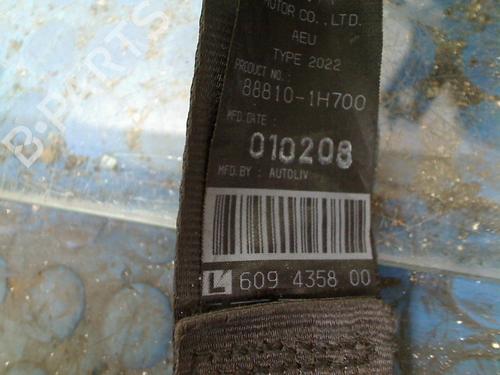 MOTOR CO., LTD.
AEU
TYPE 2022
PRODUCT NO.:
88810-1H700
MFD.DATE :
010208
MFD.BY : AUTOLIV
609 4358 00
B-PARTS